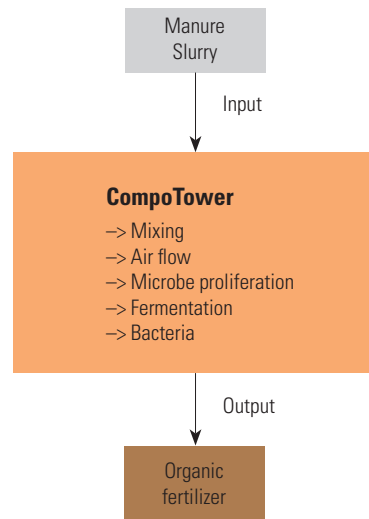 Manure
Slurry
Input
CompoTower
–> Mixing
–> Air flow
–> Microbe proliferation
–> Fermentation
–> Bacteria
Output
Organic
fertilizer